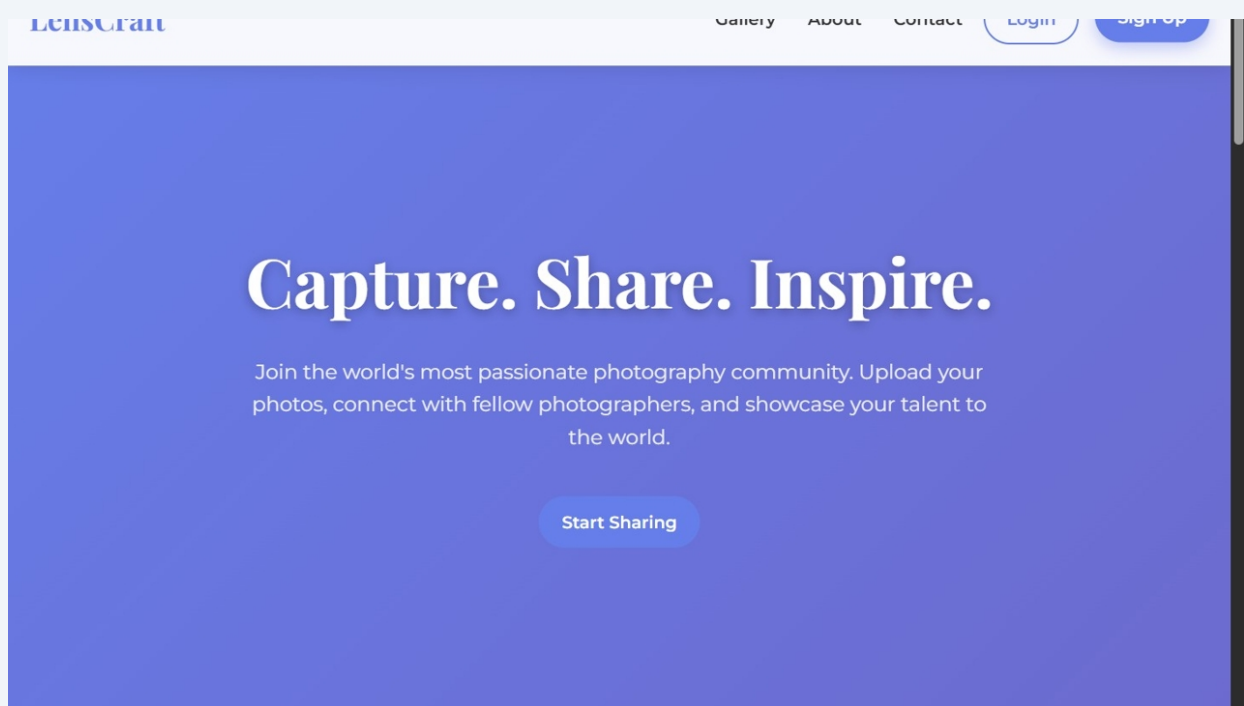 LensCraft
Gallery About Contact Login Sign Up
Capture. Share. Inspire.
Join the world's most passionate photography community. Upload your
photos, connect with fellow photographers, and showcase your talent to
the world.
Start Sharing